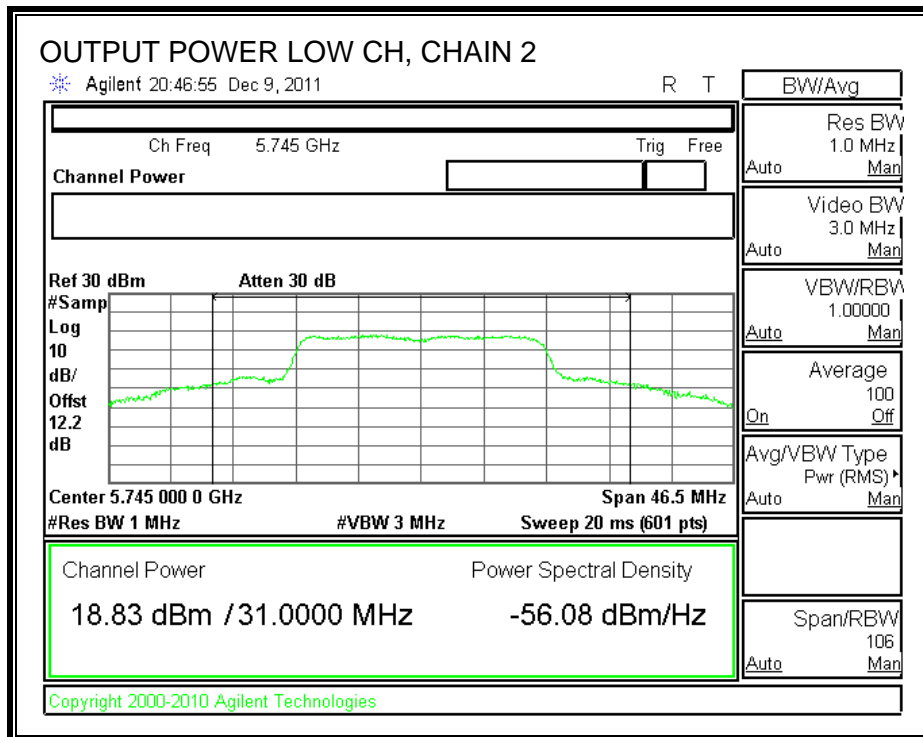 OUTPUT POWER LOW CH, CHAIN 2
Agilent 20:46:55 Dec 9, 2011 R T
Ch Freq 5.745 GHz Trig Free
Channel Power
Ref 30 dBm Atten 30 dB
#Samp
Log
10
dB/
Offst
12.2
dB
Center 5.745 000 0 GHz Span 46.5 MHz
#Res BW 1 MHz #VBW 3 MHz Sweep 20 ms (601 pts)
Channel Power Power Spectral Density
18.83 dBm / 31.0000 MHz -56.08 dBm/Hz
Copyright 2000-2010 Agilent Technologies
BW/Avg
Res BW
1.0 MHz
Auto Man
Video BW
3.0 MHz
Auto Man
VBW/RBW
1.00000
Auto Man
Average
100
On Off
Avg/VBW Type
Pwr (RMS)
Auto Man
Span/RBW
106
Auto Man